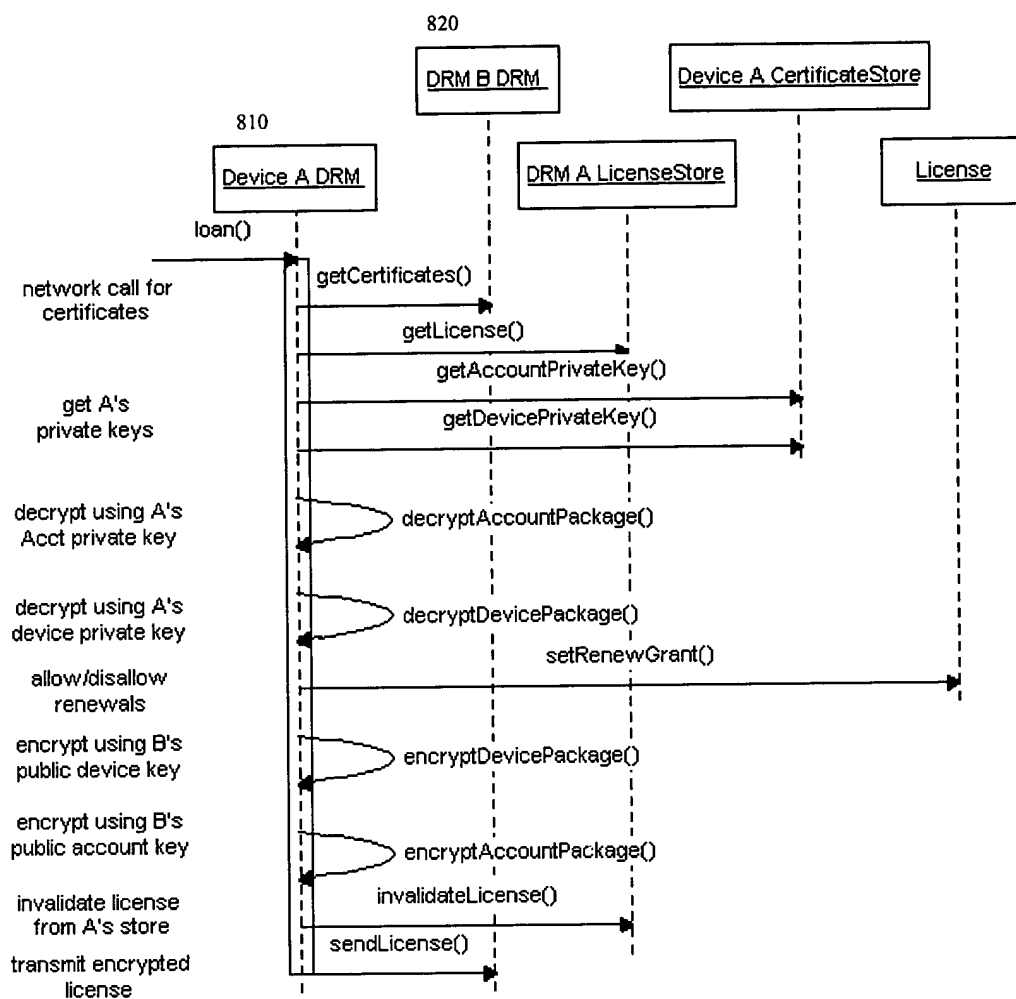 820
DRM B DRM
Device A CertificateStore
810
Device A DRM
DRM A LicenseStore
License
loan()
network call for
certificates
getCertificates()
getLicense()
getAccountPrivateKey()
get A's
private keys
getDevicePrivateKey()
decrypt using A's
Acct private key
decryptAccountPackage()
decrypt using A's
device private key
decryptDevicePackage()
setRenewGrant()
allow/disallow
renewals
encrypt using B's
public device key
encryptDevicePackage()
encrypt using B's
public account key
encryptAccountPackage()
invalidateLicense()
invalidate license
from A's store
sendLicense()
transmit encrypted
license